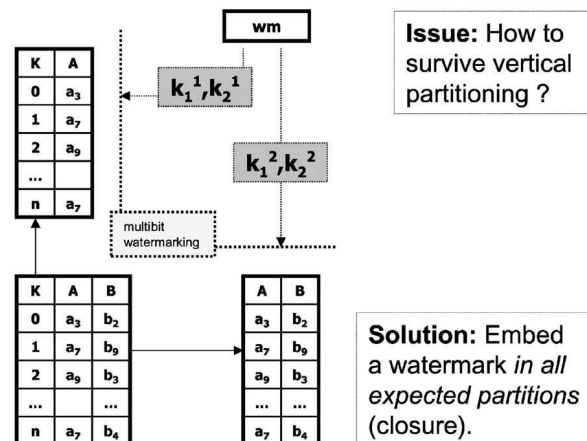 wm
Issue: How to
survive vertical
partitioning ?
K A
0 a₃
1 a₇
2 a₉
...
n a₇
k₁¹,k₂¹
k₁²,k₂²
multibit
watermarking
K A B
0 a₃ b₂
1 a₇ b₉
2 a₉ b₃
... ...
n a₇ b₄
A B
a₃ b₂
a₇ b₉
a₉ b₃
... ...
a₇ b₄
Solution: Embed
a watermark in all
expected partitions
(closure).